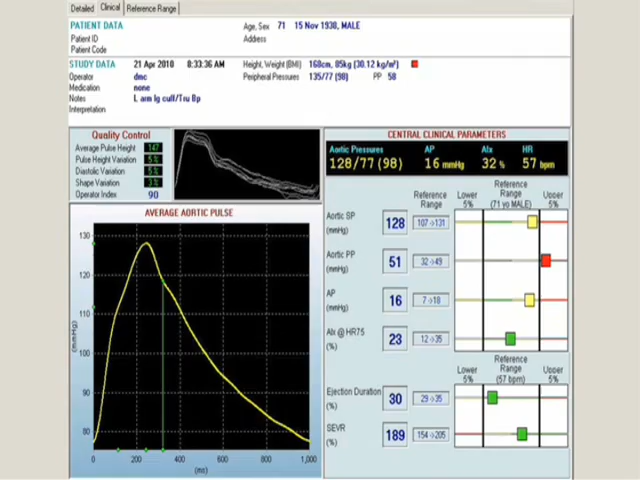 Detailed Clinical Reference Range
PATIENT DATA
Age, Sex 71 15 Nov 1938, MALE
Patient ID
Address
Patient Code
STUDY DATA 21 Apr 2010 8:33:36 AM Height, Weight (BMI) 168cm, 85kg (30.12 kg/m²)
Operator dmc Peripheral Pressures 135/77 (98) PP 58
Medication none
Notes L arm lg cuff/Tru Bp
Interpretation
Quality Control
Average Pulse Height 147
Pulse Height Variation 5%
Diastolic Variation 5%
Shape Variation 3%
Operator Index 90
CENTRAL CLINICAL PARAMETERS
Aortic Pressures AP AIx HR
128/77 (98) 16 mmHg 32 % 57 bpm
AVERAGE AORTIC PULSE
130
120
110
100
90
80
(mmHg)
0 200 400 600 800 1,000
(ms)
Reference Range
Lower 5%
Reference Range (71 yo MALE)
Upper 5%
Aortic SP (mmHg) 128 107->131
Aortic PP (mmHg) 51 32->49
AP (mmHg) 16 7->18
AIx @ HR75 (%) 23 12->35
Reference Range
Lower 5%
Reference Range (57 bpm)
Upper 5%
Ejection Duration (%) 30 29->35
SEVR (%) 189 154->205